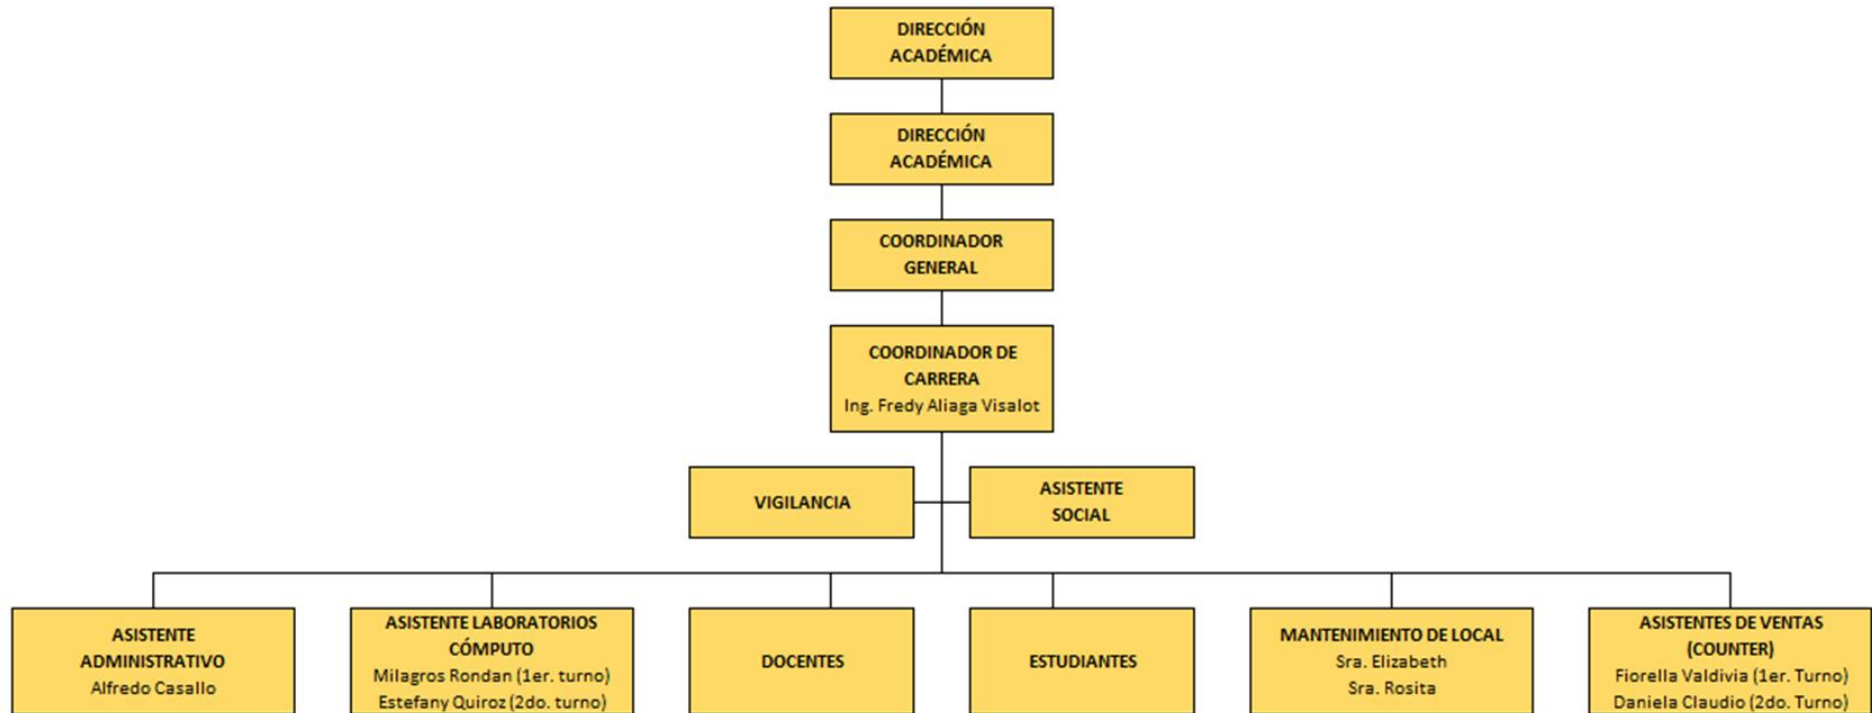 DIRECCIÓN
ACADÉMICA
DIRECCIÓN
ACADÉMICA
COORDINADOR
GENERAL
COORDINADOR DE
CARRERA
Ing. Fredy Aliaga Visalot
VIGILANCIA
ASISTENTE
SOCIAL
ASISTENTE
ADMINISTRATIVO
Alfredo Casallo
ASISTENTE LABORATORIOS
CÓMPUTO
Milagros Rondan (1er. turno)
Estefany Quiroz (2do. turno)
DOCENTES
ESTUDIANTES
MANTENIMIENTO DE LOCAL
Sra. Elizabeth
Sra. Rosita
ASISTENTES DE VENTAS
(COUNTER)
Fiorella Valdivia (1er. Turno)
Daniela Claudio (2do. Turno)